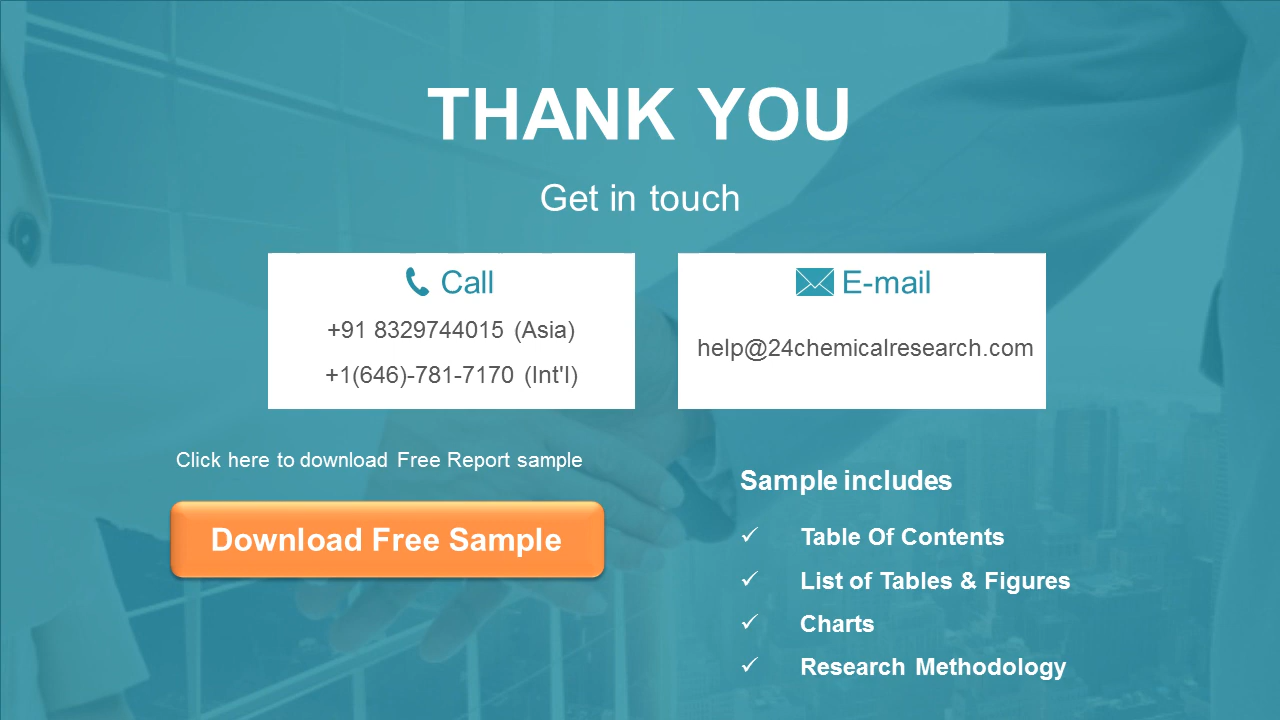 THANK YOU
Get in touch
Call
+91 8329744015 (Asia)
+1(646)-781-7170 (Int'l)
E-mail
help@24chemicalresearch.com
Click here to download Free Report sample
Download Free Sample
Sample includes
✓ Table Of Contents
✓ List of Tables & Figures
✓ Charts
✓ Research Methodology